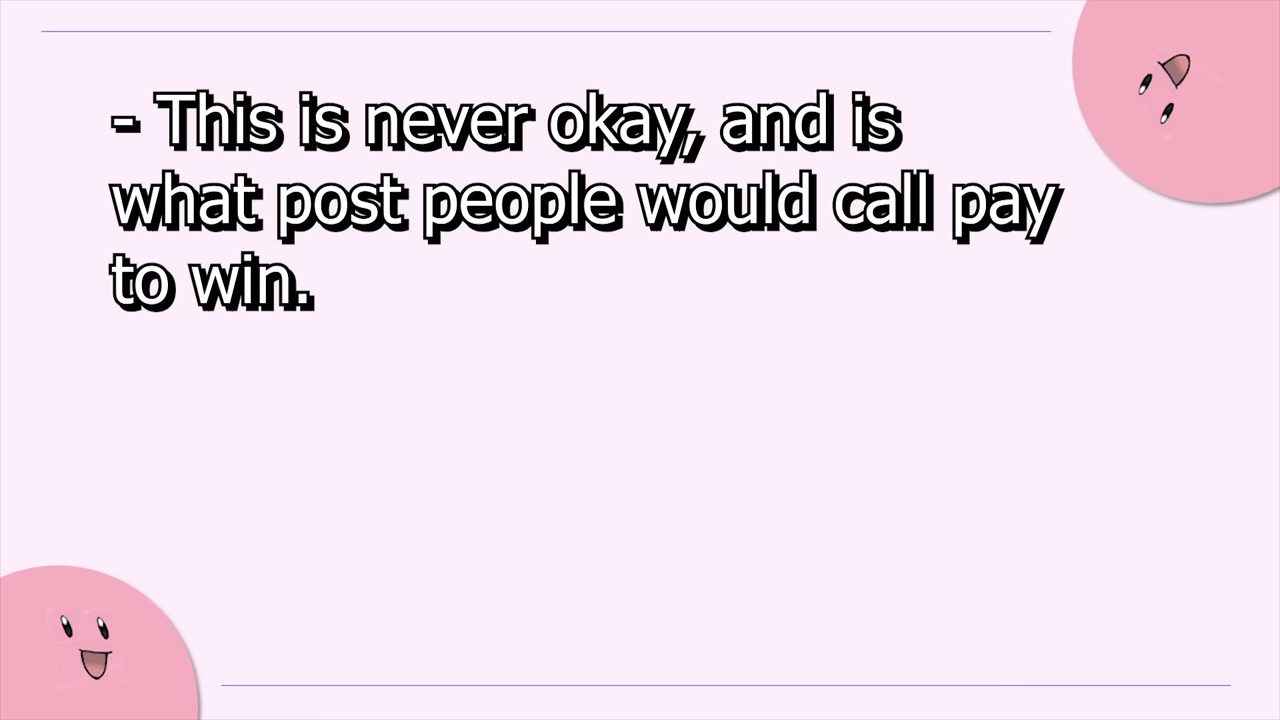 - This is never okay, and is
what post people would call pay
to win.